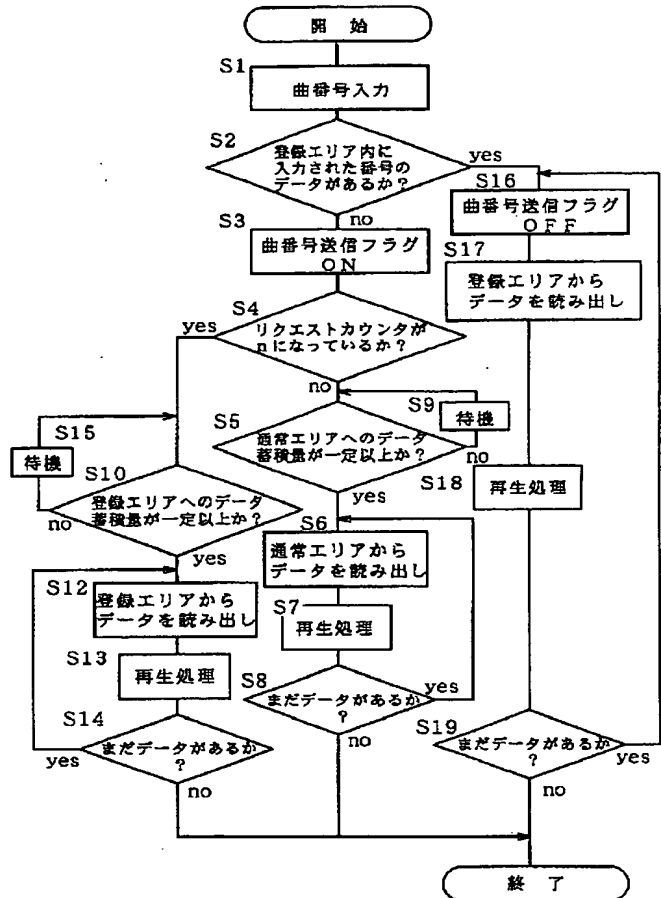 開始
S1
曲番号入力
S2
登録エリア内に
入力された番号の
データがあるか?
yes
no
S16
曲番号送信フラグ
OFF
S3
曲番号送信フラグ
ON
S17
登録エリアから
データを読み出し
S4
リクエストカウンタが
nになっているか?
yes
no
S9
待機
S15
待機
S5
通常エリアへのデータ
蓄積量が一定以上か?
no
yes
S10
登録エリアへのデータ
蓄積量が一定以上か?
no
yes
S18
再生処理
S6
通常エリアから
データを読み出し
S12
登録エリアから
データを読み出し
S7
再生処理
S13
再生処理
S8
まだデータがあるか
?
yes
no
S14
まだデータがあるか
?
yes
no
S19
まだデータがあるか
?
yes
no
終了